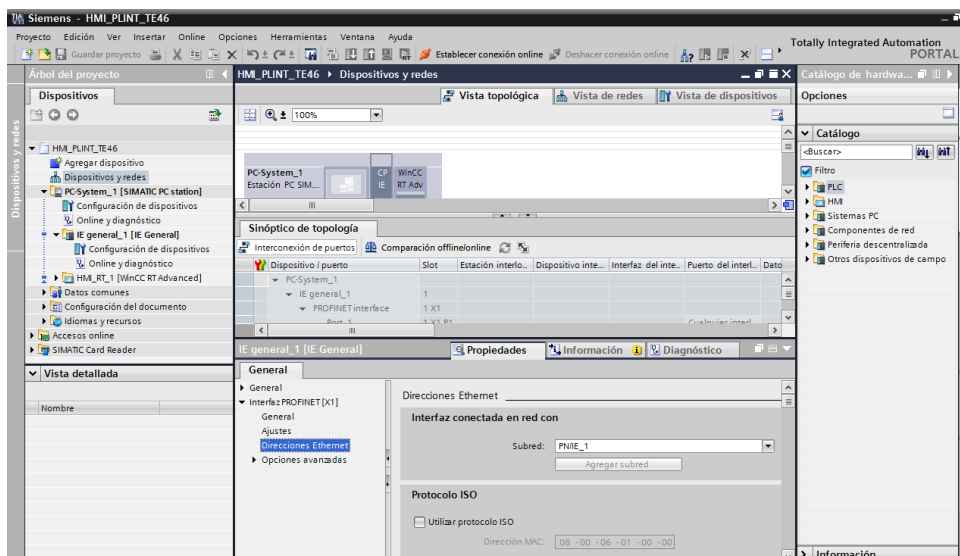 Siemens - HMI_PLINT_TE46
Proyecto Edición Ver Insertar Online Opciones Herramientas Ventana Ayuda
Totally Integrated Automation
PORTAL
Guardar proyecto
Establecer conexión online
Deshacer conexión online
Árbol del proyecto
Dispositivos
Dispositivos y redes
HMI_PLINT_TE46
Agregar dispositivo
Dispositivos y redes
PC-System_1 [SIMATIC PC station]
Configuración de dispositivos
Online y diagnóstico
IE general_1 [IE General]
Configuración de dispositivos
Online y diagnóstico
HMI_RT_1 [WinCC RT Advanced]
Datos comunes
Configuración del documento
Idiomas y recursos
Accesos online
SIMATIC Card Reader
Vista detallada
Nombre
HMI_PLINT_TE46 Dispositivos y redes
Vista topológica
Vista de redes
Vista de dispositivos
100%
PC-System_1
Estación PC SIM...
CP
IE
WinCC
RT Adv
Sinóptico de topología
Interconexión de puertos
Comparación offline/online
Dispositivo / puerto Slot Estación interlo.. Dispositivo inte... Interfaz del inte.. Puerto del interl.. Dato
PC-System_1
IE general_1 1
PROFINET interface 1 X1
Port_1 1 X1 P1 Cualquier interl
IE general_1 [IE General]
Propiedades
Información
Diagnóstico
General
General
Interfaz PROFINET [X1]
General
Ajustes
Direcciones Ethernet
Opciones avanzadas
Direcciones Ethernet
Interfaz conectada en red con
Subred: PN/IE_1
Agregar subred
Protocolo ISO
Utilizar protocolo ISO
Dirección MAC: 08 -00 -06 -01 -00 -00
Catálogo de hardwa...
Opciones
Catálogo
<Buscar>
Filtro
PLC
HMI
Sistemas PC
Componentes de red
Periferia descentralizada
Otros dispositivos de campo
Información